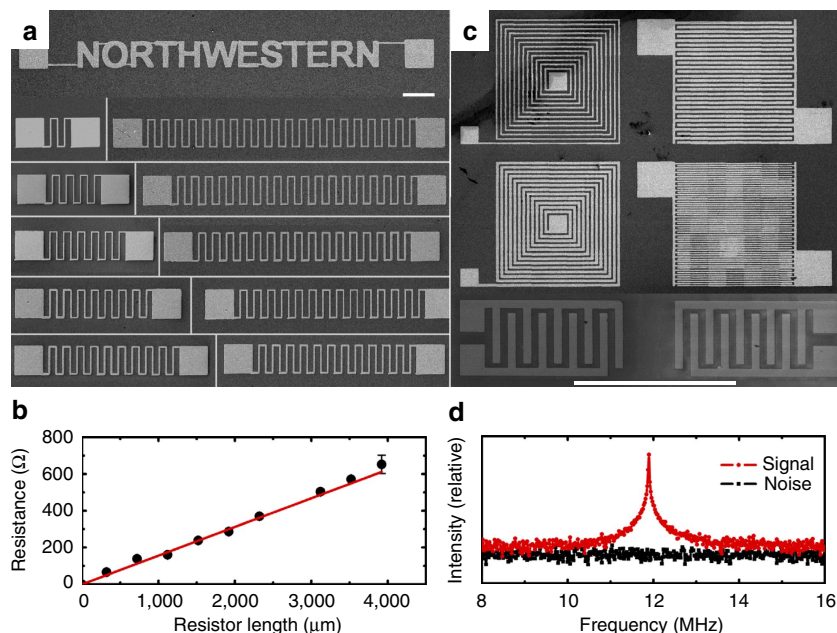 a
NORTHWESTERN
c
b
800
600
400
200
0
Resistance (Ω)
0 1,000 2,000 3,000 4,000
Resistor length (μm)
d
Intensity (relative)
Signal
Noise
8 10 12 14 16
Frequency (MHz)